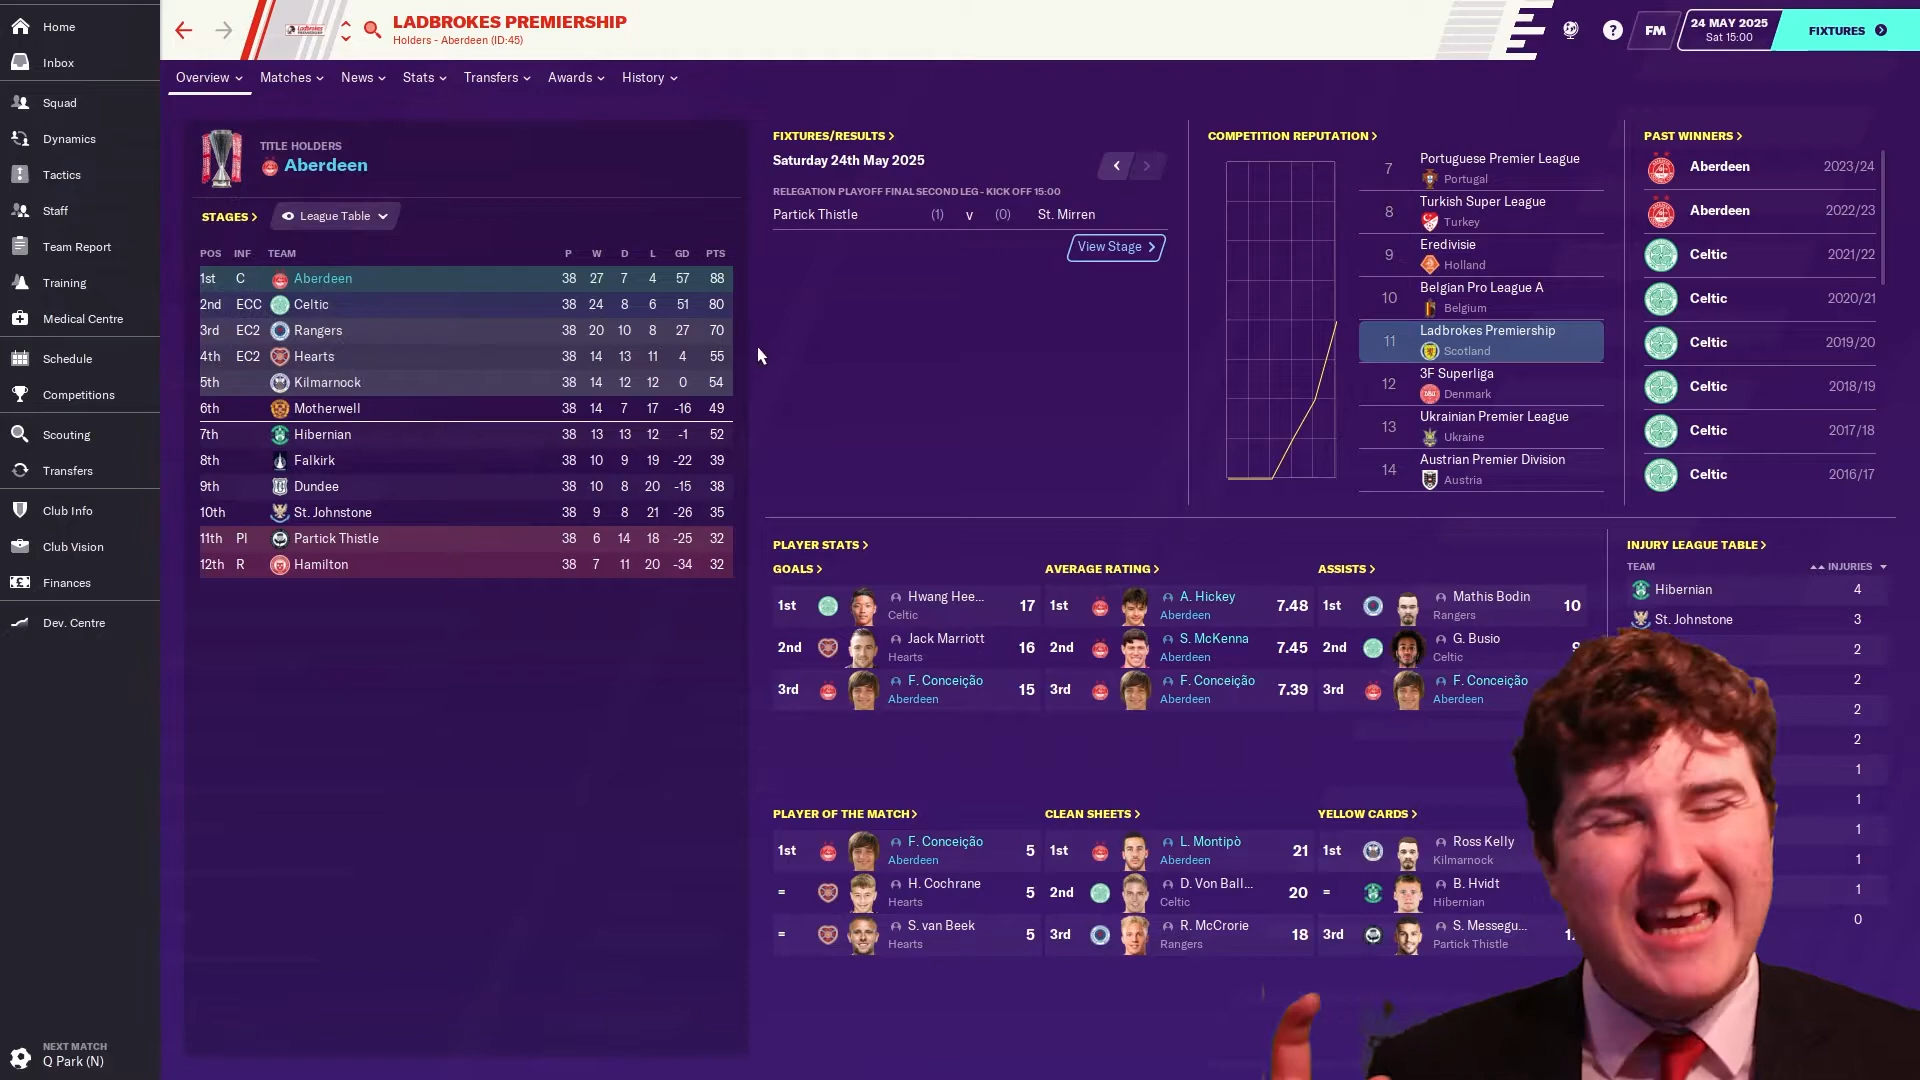 Home
Inbox
Squad
Dynamics
Tactics
Staff
Team Report
Training
Medical Centre
Schedule
Competitions
Scouting
Transfers
Club Info
Club Vision
Finances
Dev. Centre
NEXT MATCH
Q Park (N)
LADBROKES PREMIERSHIP
Holders - Aberdeen (ID:45)
FM
24 MAY 2025
Sat 15:00
FIXTURES
Overview Matches News Stats Transfers Awards History
TITLE HOLDERS
Aberdeen
STAGES > League Table
POS INF TEAM P W D L GD PTS
1st C Aberdeen 38 27 7 4 57 88
2nd ECC Celtic 38 24 8 6 51 80
3rd EC2 Rangers 38 20 10 8 27 70
4th EC2 Hearts 38 14 13 11 4 55
5th Kilmarnock 38 14 12 12 0 54
6th Motherwell 38 14 7 17 -16 49
7th Hibernian 38 13 13 12 -1 52
8th Falkirk 38 10 9 19 -22 39
9th Dundee 38 10 8 20 -15 38
10th St. Johnstone 38 9 8 21 -26 35
11th Pl Partick Thistle 38 6 14 18 -25 32
12th R Hamilton 38 7 11 20 -34 32
FIXTURES/RESULTS >
Saturday 24th May 2025
RELEGATION PLAYOFF FINAL SECOND LEG - KICK OFF 15:00
Partick Thistle (1) v (0) St. Mirren
View Stage >
COMPETITION REPUTATION >
7 Portuguese Premier League
Portugal
8 Turkish Super League
Turkey
9 Eredivisie
Holland
10 Belgian Pro League A
Belgium
11 Ladbrokes Premiership
Scotland
12 3F Superliga
Denmark
13 Ukrainian Premier League
Ukraine
14 Austrian Premier Division
Austria
PAST WINNERS >
Aberdeen 2023/24
Aberdeen 2022/23
Celtic 2021/22
Celtic 2020/21
Celtic 2019/20
Celtic 2018/19
Celtic 2017/18
Celtic 2016/17
PLAYER STATS >
GOALS >
1st Hwang Hee... 17
Celtic
2nd Jack Marriott 16
Hearts
3rd F. Conceição 15
Aberdeen
AVERAGE RATING >
1st A. Hickey 7.48
Aberdeen
2nd S. McKenna 7.45
Aberdeen
3rd F. Conceição 7.39
Aberdeen
ASSISTS >
1st Mathis Bodin 10
Rangers
2nd G. Busio
Celtic
3rd F. Conceição
Aberdeen
PLAYER OF THE MATCH >
1st F. Conceição 5
Aberdeen
= H. Cochrane 5
Hearts
= S. van Beek 5
Hearts
CLEAN SHEETS >
1st L. Montipò 21
Aberdeen
2nd D. Von Ball... 20
Celtic
3rd R. McCrorie 18
Rangers
YELLOW CARDS >
1st Ross Kelly
Kilmarnock
= B. Hvidt
Hibernian
3rd S. Messegu...
Partick Thistle
INJURY LEAGUE TABLE >
TEAM INJURIES
Hibernian 4
St. Johnstone 3
2
2
2
2
1
1
1
1
1
0